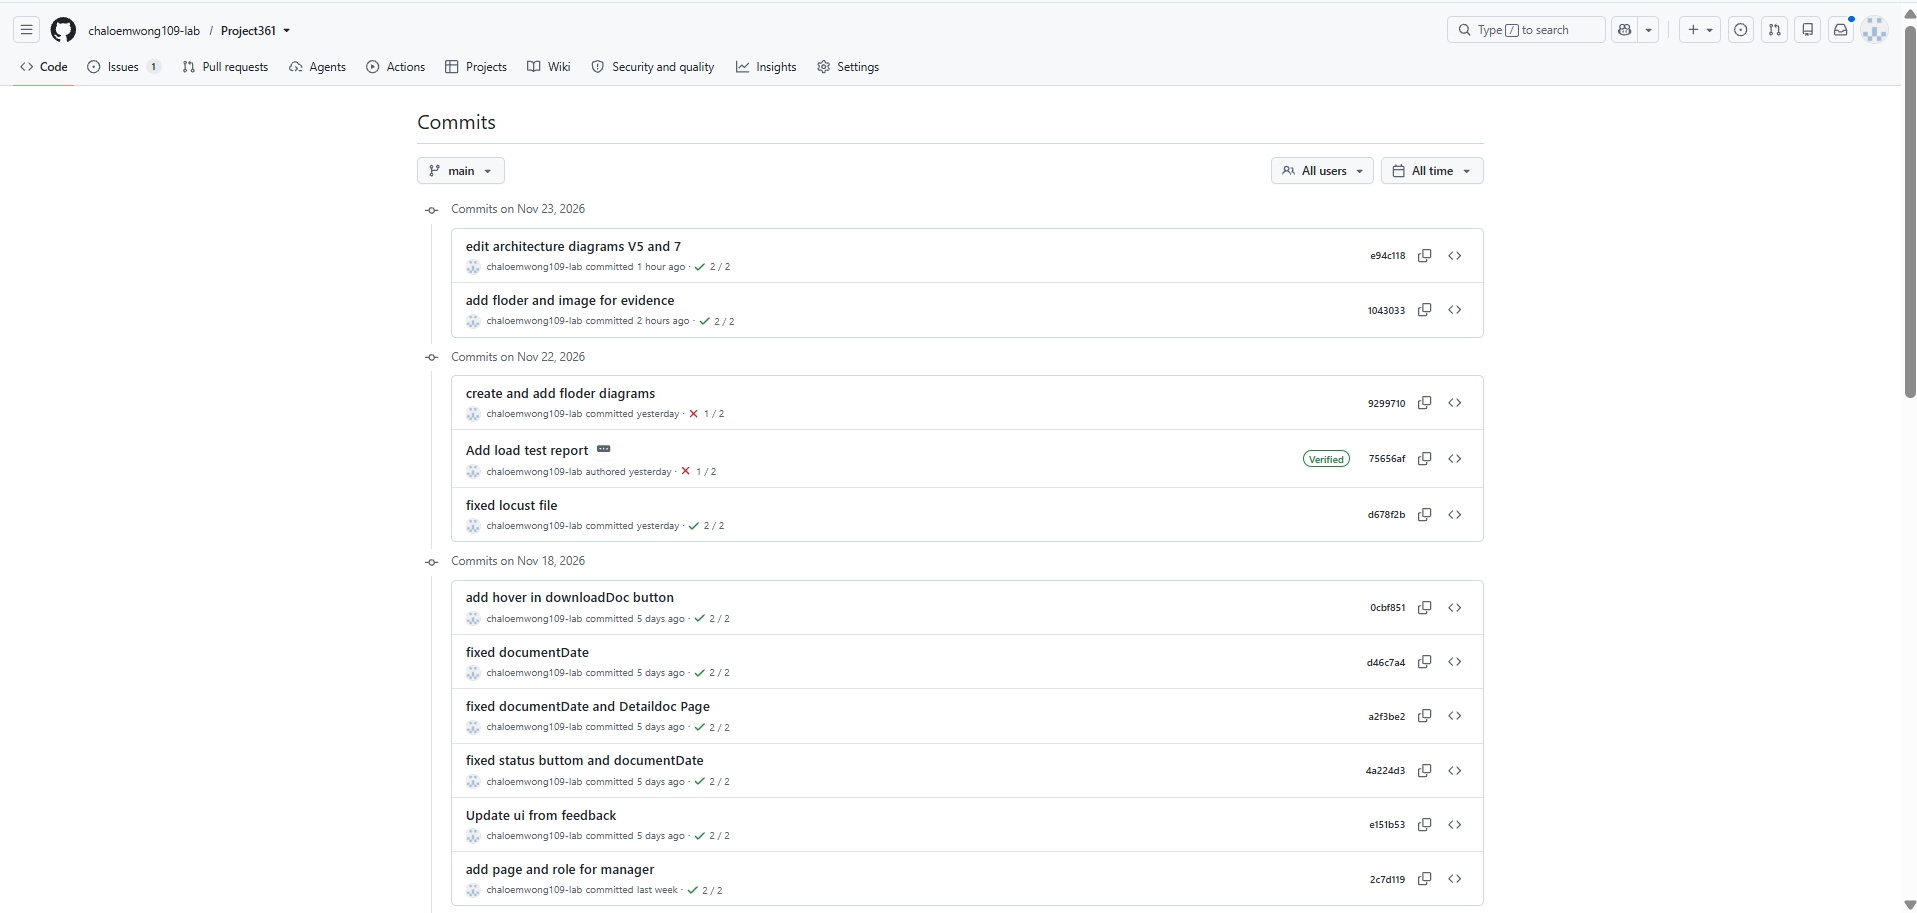 chaloemwong109-lab / Project361
Type / to search
Code
Issues 1
Pull requests
Agents
Actions
Projects
Wiki
Security and quality
Insights
Settings
Commits
main
All users
All time
Commits on Nov 23, 2026
edit architecture diagrams V5 and 7
chaloemwong109-lab committed 1 hour ago · 2 / 2
e94c118
add floder and image for evidence
chaloemwong109-lab committed 2 hours ago · 2 / 2
1043033
Commits on Nov 22, 2026
create and add floder diagrams
chaloemwong109-lab committed yesterday · 1 / 2
9299710
Add load test report
chaloemwong109-lab authored yesterday · 1 / 2
Verified
75656af
fixed locust file
chaloemwong109-lab committed yesterday · 2 / 2
d678f2b
Commits on Nov 18, 2026
add hover in downloadDoc button
chaloemwong109-lab committed 5 days ago · 2 / 2
0cbf851
fixed documentDate
chaloemwong109-lab committed 5 days ago · 2 / 2
d46c7a4
fixed documentDate and Detaildoc Page
chaloemwong109-lab committed 5 days ago · 2 / 2
a2f3be2
fixed status buttom and documentDate
chaloemwong109-lab committed 5 days ago · 2 / 2
4a224d3
Update ui from feedback
chaloemwong109-lab committed 5 days ago · 2 / 2
e151b53
add page and role for manager
chaloemwong109-lab committed last week · 2 / 2
2c7d119